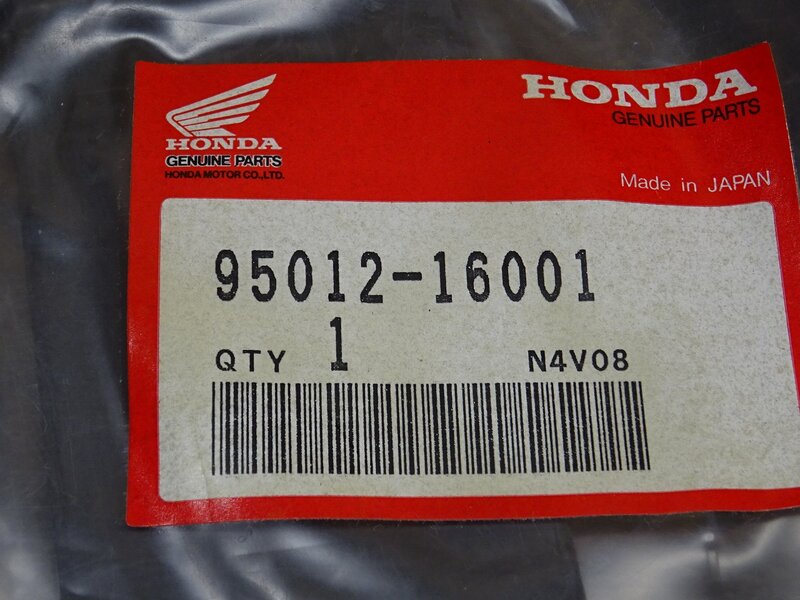 HONDA
GENUINE PARTS
HONDA MOTOR CO.,LTD.
HONDA
GENUINE PARTS
Made in JAPAN
95012-16001
QTY 1 N4V08